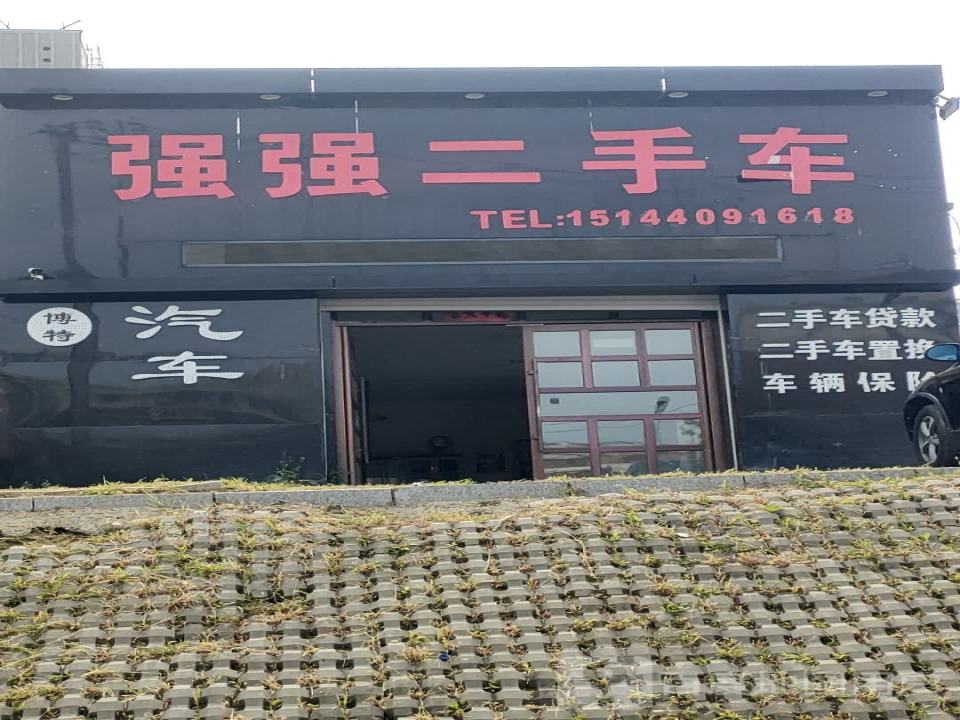 强强二手车
TEL:15144091618
博特
汽车
二手车贷款
二手车置换
车辆保险